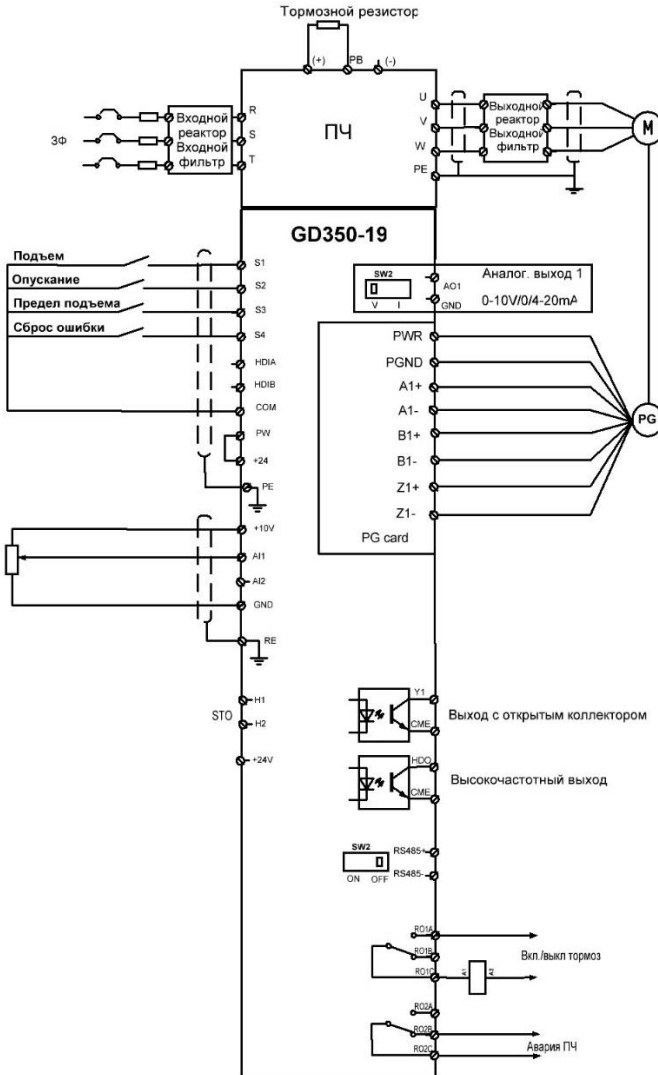 Тормозной резистор
(+)
PB
(-)
ПЧ
3Ф
Входной
реактор
Входной
фильтр
R
S
T
U
V
W
PE
Выходной
реактор
Выходной
фильтр
M
GD350-19
Подъем
Опускание
Предел подъема
Сброс ошибки
S1
S2
S3
S4
HDIA
HDIB
COM
PW
+24
PE
+10V
AI1
AI2
GND
RE
STO
H1
H2
+24V
SW2
V I
AO1
GND
Аналог. выход 1
0-10V/0/4-20mA
PWR
PGND
A1+
A1-
B1+
B1-
Z1+
Z1-
PG card
PG
Y1
CME
Выход с открытым коллектором
HDO
CME
Высокочастотный выход
SW2
ON OFF
RS485+
RS485-
RO1A
RO1B
RO1C
A1
A2
Вкл./выкл тормоз
RO2A
RO2B
RO2C
Авария ПЧ